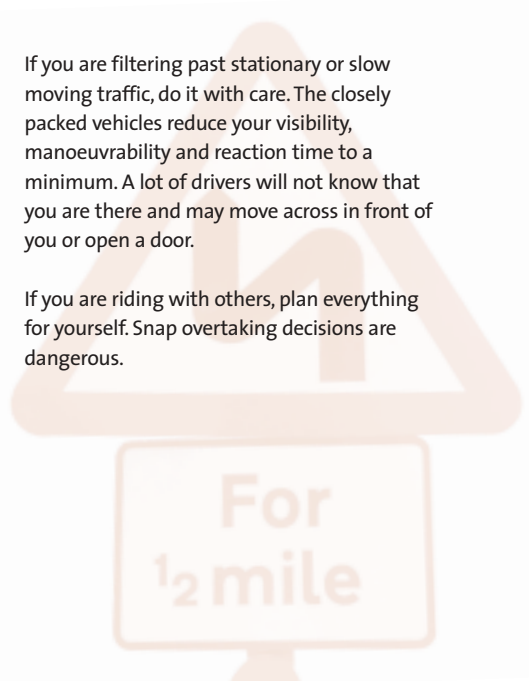 If you are filtering past stationary or slow
moving traffic, do it with care. The closely
packed vehicles reduce your visibility,
manoeuvrability and reaction time to a
minimum. A lot of drivers will not know that
you are there and may move across in front of
you or open a door.
If you are riding with others, plan everything
for yourself. Snap overtaking decisions are
dangerous.
For
½ mile